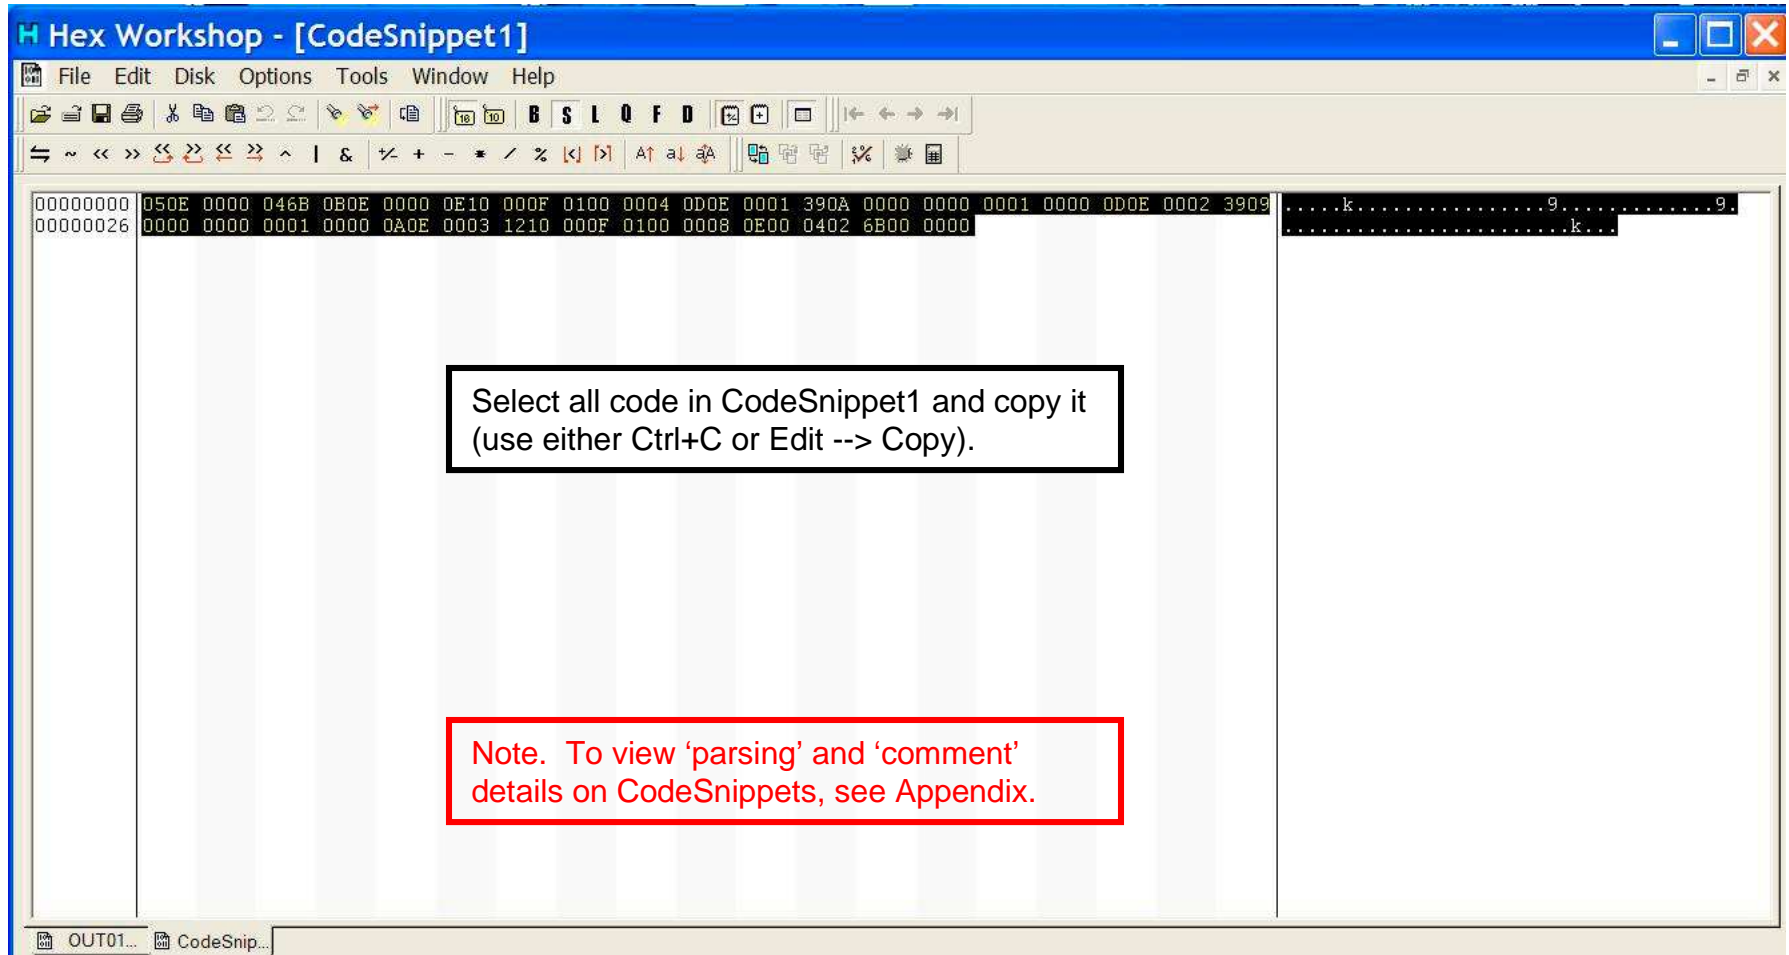 Hex Workshop - [CodeSnippet1]
File Edit Disk Options Tools Window Help
B S L Q F D
00000000 050E 0000 046B 0B0E 0000 0E10 000F 0100 0004 0D0E 0001 390A 0000 0000 0001 0000 0D0E 0002 3909 .....k................9.............9.
00000026 0000 0000 0001 0000 0A0E 0003 1210 000F 0100 0008 0E00 0402 6B00 0000 ........................k...
Select all code in CodeSnippet1 and copy it
(use either Ctrl+C or Edit --> Copy).
Note. To view ‘parsing’ and ‘comment’
details on CodeSnippets, see Appendix.
OUT01... CodeSnip...